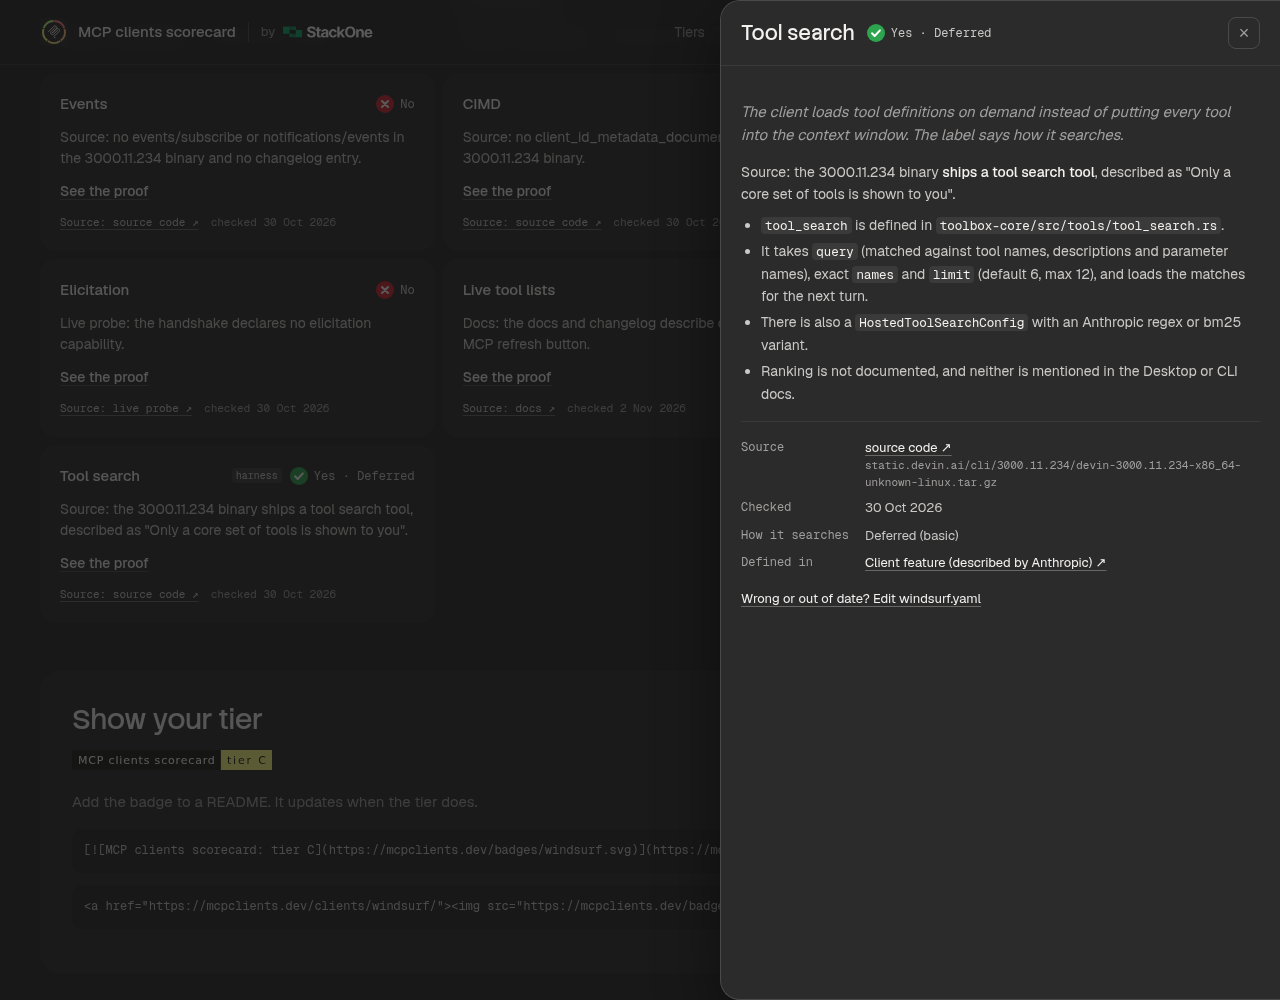 MCP clients scorecard
by StackOne
Tiers
Events
No
Source: no events/subscribe or notifications/events in
the 3000.11.234 binary and no changelog entry.
See the proof
Source: source code ↗ checked 30 Oct 2026
CIMD
Source: no client_id_metadata_documen
3000.11.234 binary.
See the proof
Source: source code ↗ checked 30 Oct 2
Elicitation
No
Live probe: the handshake declares no elicitation
capability.
See the proof
Source: live probe ↗ checked 30 Oct 2026
Live tool lists
Docs: the docs and changelog describe
MCP refresh button.
See the proof
Source: docs ↗ checked 2 Nov 2026
Tool search
harness
Yes · Deferred
Source: the 3000.11.234 binary ships a tool search tool,
described as "Only a core set of tools is shown to you".
See the proof
Source: source code ↗ checked 30 Oct 2026
Show your tier
MCP clients scorecard tier C
Add the badge to a README. It updates when the tier does.
[![MCP clients scorecard: tier C](https://mcpclients.dev/badges/windsurf.svg)](https://m
<a href="https://mcpclients.dev/clients/windsurf/"><img src="https://mcpclients.dev/badg
Tool search
Yes · Deferred
×
The client loads tool definitions on demand instead of putting every tool
into the context window. The label says how it searches.
Source: the 3000.11.234 binary ships a tool search tool, described as "Only a
core set of tools is shown to you".
• tool_search is defined in toolbox-core/src/tools/tool_search.rs.
• It takes query (matched against tool names, descriptions and parameter
names), exact names and limit (default 6, max 12), and loads the matches
for the next turn.
• There is also a HostedToolSearchConfig with an Anthropic regex or bm25
variant.
• Ranking is not documented, and neither is mentioned in the Desktop or CLI
docs.
Source
source code ↗
static.devin.ai/cli/3000.11.234/devin-3000.11.234-x86_64-
unknown-linux.tar.gz
Checked
30 Oct 2026
How it searches
Deferred (basic)
Defined in
Client feature (described by Anthropic) ↗
Wrong or out of date? Edit windsurf.yaml